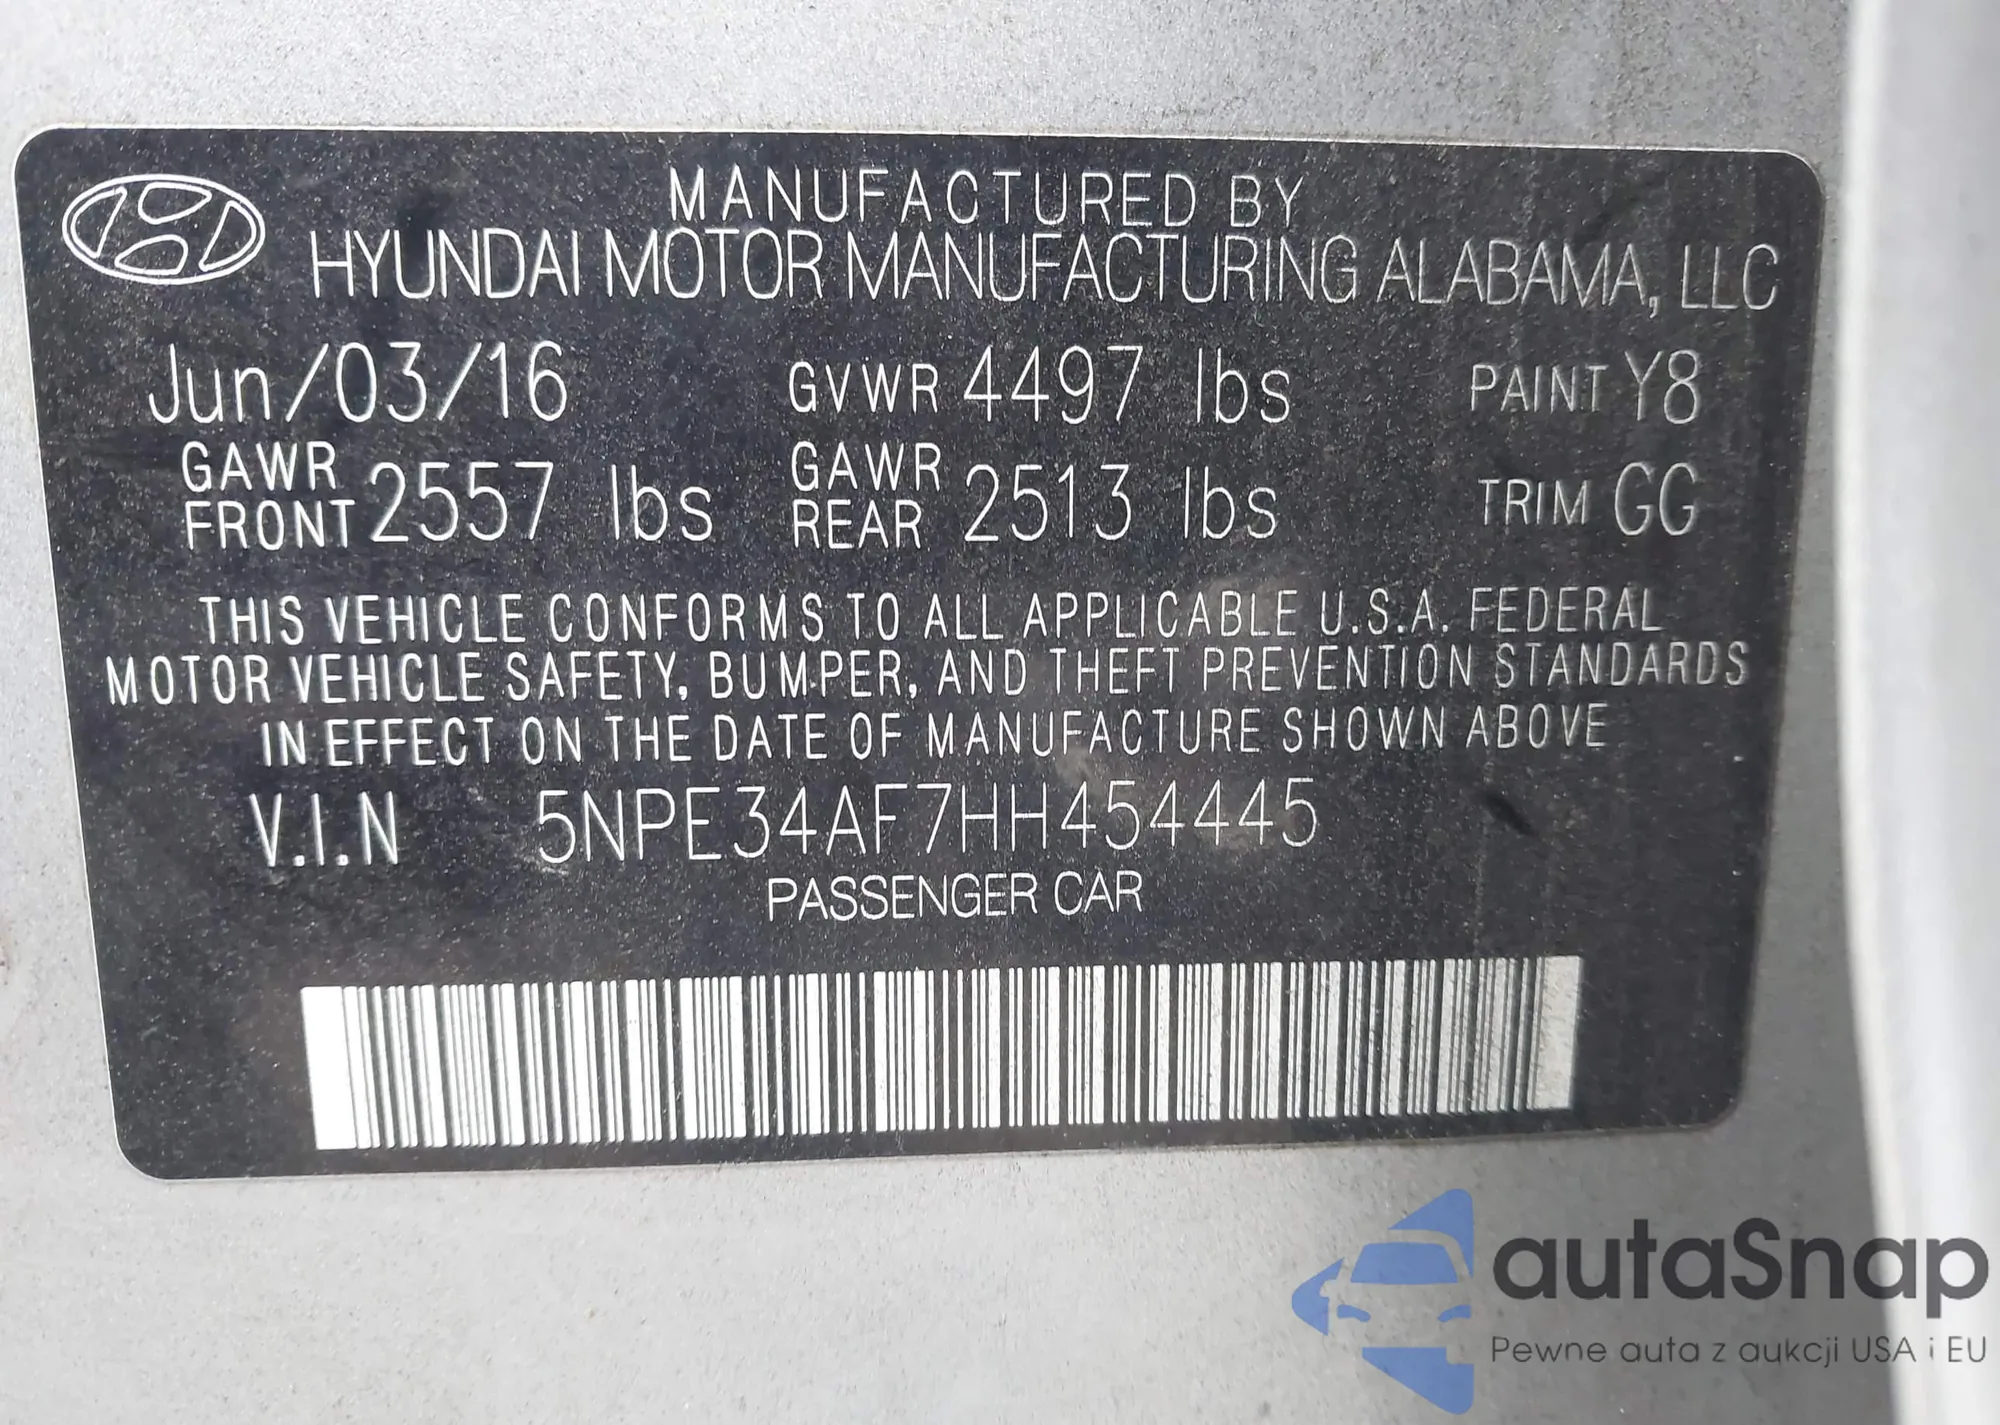 MANUFACTURED BY
HYUNDAI MOTOR MANUFACTURING ALABAMA, LLC
Jun/03/16 GVWR 4497 lbs PAINT Y8
GAWR FRONT 2557 lbs GAWR REAR 2513 lbs TRIM GG
THIS VEHICLE CONFORMS TO ALL APPLICABLE U.S.A. FEDERAL
MOTOR VEHICLE SAFETY, BUMPER, AND THEFT PREVENTION STANDARDS
IN EFFECT ON THE DATE OF MANUFACTURE SHOWN ABOVE
V.I.N 5NPE34AF7HH454445
PASSENGER CAR
autaSnap
Pewne auta z aukcji USA i EU